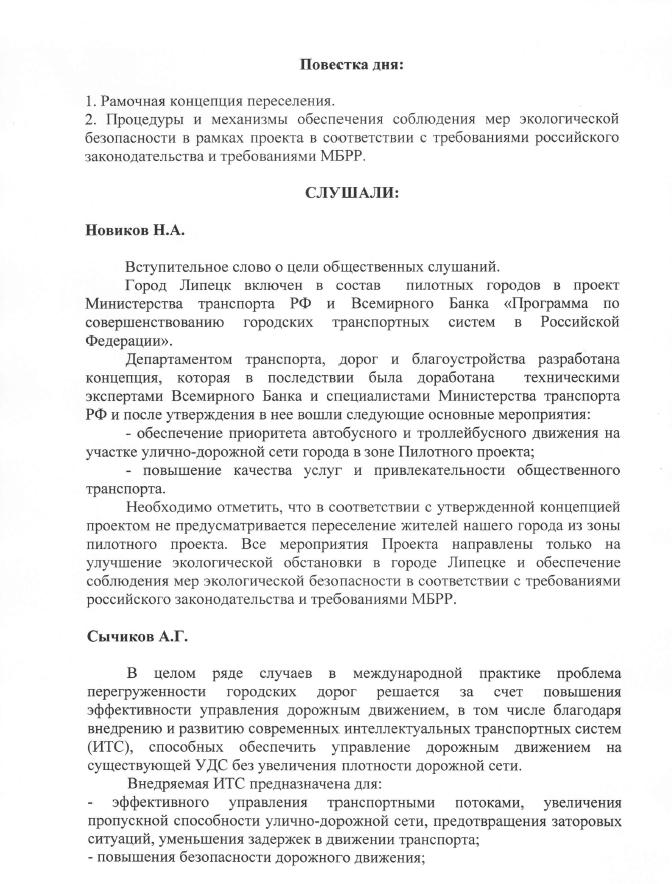 Повестка дня:
1. Рамочная концепция переселения.
2. Процедуры и механизмы обеспечения соблюдения мер экологической
безопасности в рамках проекта в соответствии с требованиями российского
законодательства и требованиями МБРР.
СЛУШАЛИ:
Новиков Н.А.
Вступительное слово о цели общественных слушаний.
Город Липецк включен в состав пилотных городов в проект
Министерства транспорта РФ и Всемирного Банка «Программа по
совершенствованию городских транспортных систем в Российской
Федерации».
Департаментом транспорта, дорог и благоустройства разработана
концепция, которая в последствии была доработана техническими
экспертами Всемирного Банка и специалистами Министерства транспорта
РФ и после утверждения в нее вошли следующие основные мероприятия:
- обеспечение приоритета автобусного и троллейбусного движения на
участке улично-дорожной сети города в зоне Пилотного проекта;
- повышение качества услуг и привлекательности общественного
транспорта.
Необходимо отметить, что в соответствии с утвержденной концепцией
проектом не предусматривается переселение жителей нашего города из зоны
пилотного проекта. Все мероприятия Проекта направлены только на
улучшение экологической обстановки в городе Липецке и обеспечение
соблюдения мер экологической безопасности в соответствии с требованиями
российского законодательства и требованиями МБРР.
Сычиков А.Г.
В целом ряде случаев в международной практике проблема
перегруженности городских дорог решается за счет повышения
эффективности управления дорожным движением, в том числе благодаря
внедрению и развитию современных интеллектуальных транспортных систем
(ИТС), способных обеспечить управление дорожным движением на
существующей УДС без увеличения плотности дорожной сети.
Внедряемая ИТС предназначена для:
- эффективного управления транспортными потоками, увеличения
пропускной способности улично-дорожной сети, предотвращения заторовых
ситуаций, уменьшения задержек в движении транспорта;
- повышения безопасности дорожного движения;